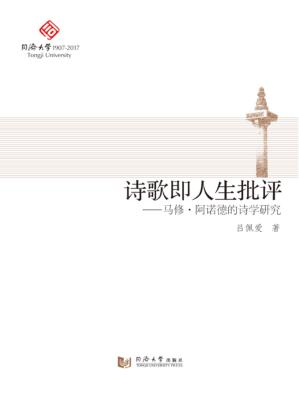 同济大学 1907-2017
Tongji University
诗歌即人生批评
——马修·阿诺德的诗学研究
吕佩爱 著
同济大学出版社
TONGJI UNIVERSITY PRESS